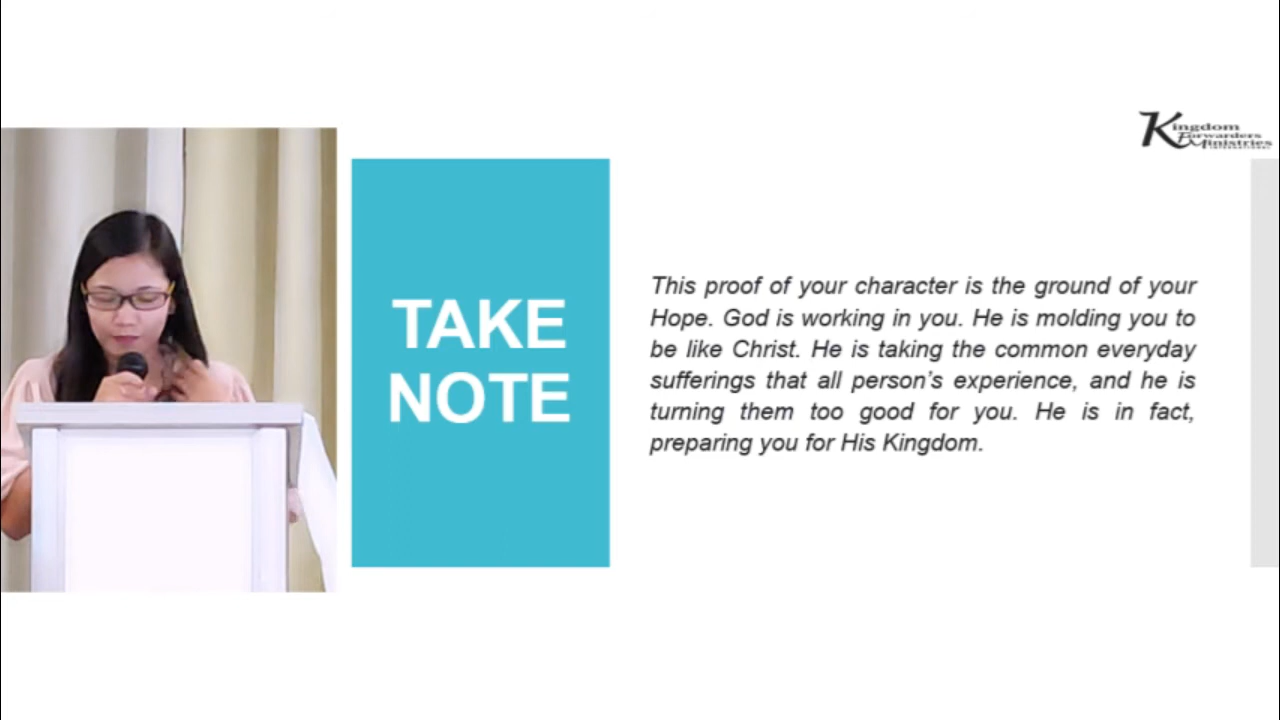 Kingdom
Forwarders
Ministries
INTERNATIONAL
TAKE
NOTE
This proof of your character is the ground of your
Hope. God is working in you. He is molding you to
be like Christ. He is taking the common everyday
sufferings that all person's experience, and he is
turning them too good for you. He is in fact,
preparing you for His Kingdom.